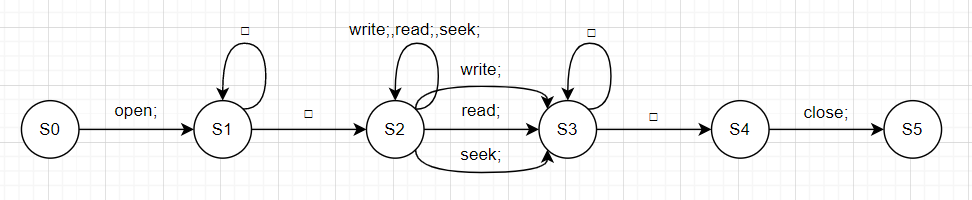 □
write;,read;,seek;
□
write;
open;
□
read;
□
close;
S0
S1
S2
S3
S4
S5
seek;